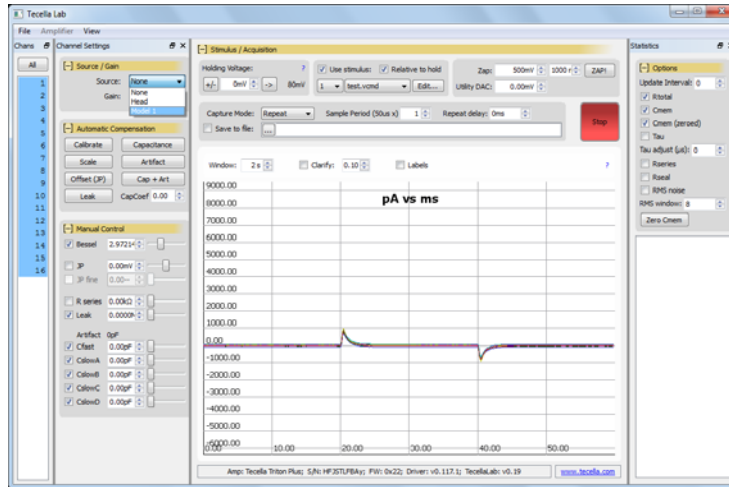 Tecella Lab
File Amplifier View
Chans
All
1
2
3
4
5
6
7
8
9
10
11
12
13
14
15
16
Channel Settings
[-] Source / Gain
Source: None
None
Head
Model 1
Gain:
[-] Automatic Compensation
Calibrate Capacitance
Scale Artifact
Offset (JP) Cap + Art
Leak CapCoef 0.00
[-] Manual Control
Bessel
JP 0.00mV
JP fine 0.00
R series 0.00kΩ
Leak
Artifact 0pF
Cfast 0.00pF
CslowA 0.00pF
CslowB 0.00pF
CslowC 0.00pF
CslowD 0.00pF
[-] Stimulus / Acquisition
Holding Voltage: ?
+/- 0mV -> 80mV
Use stimulus: Relative to hold
1 test.vcmd Edit...
Zap: 500mV ZAP!
Utility DAC: 0.00mV
Capture Mode: Repeat Sample Period (50us x) 1 Repeat delay: 0ms
Save to file: ...
Stop
Window: 2 s Clarify: 0.10 Labels ?
pA vs ms
9000.00
8000.00
7000.00
6000.00
5000.00
4000.00
3000.00
2000.00
1000.00
0.00
-1000.00
-2000.00
-3000.00
-4000.00
-5000.00
10.00 20.00 30.00 40.00 50.00
Amp: Tecella Triton Plus; S/N: HFJSTLFBAy; FW: 0x22; Driver: v0.117.1; TecellaLab: v0.19
www.tecella.com
Statistics
[-] Options
Update Interval: 0
Rtotal
Cmem
Cmem (zeroed)
Tau
Tau adjust (µs): 0
Rseries
Rseal
RMS noise
RMS window: 8
Zero Cmem